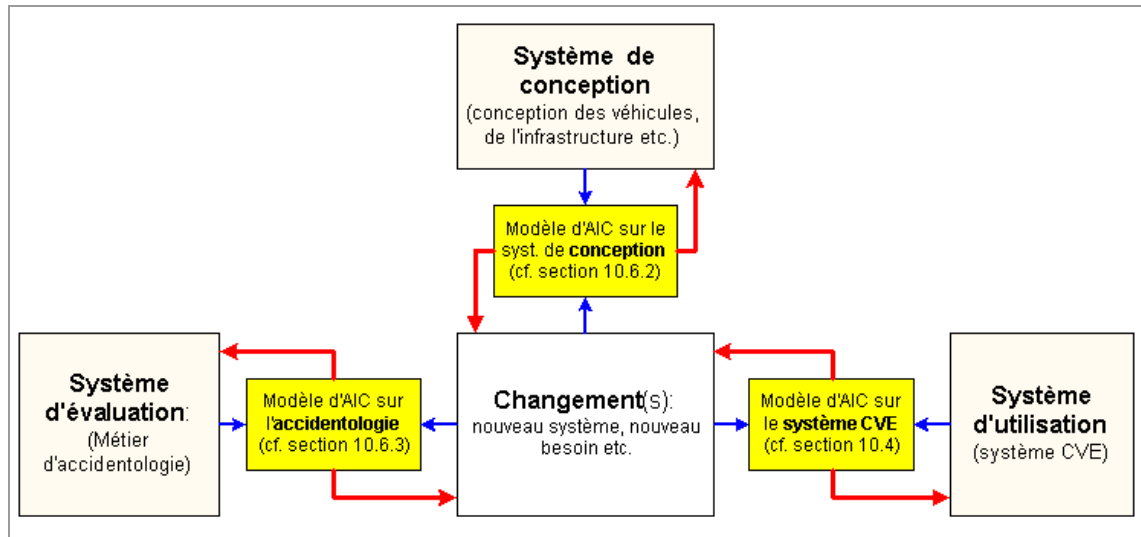 Système de
conception
(conception des véhicules,
de l'infrastructure etc.)
Modèle d'AIC sur le
syst. de conception
(cf. section 10.6.2)
Système
d'évaluation:
(Métier
d'accidentologie)
Modèle d'AIC sur
l'accidentologie
(cf. section 10.6.3)
Changement(s):
nouveau système, nouveau
besoin etc.
Modèle d'AIC sur
le système CVE
(cf. section 10.4)
Système
d'utilisation
(système CVE)